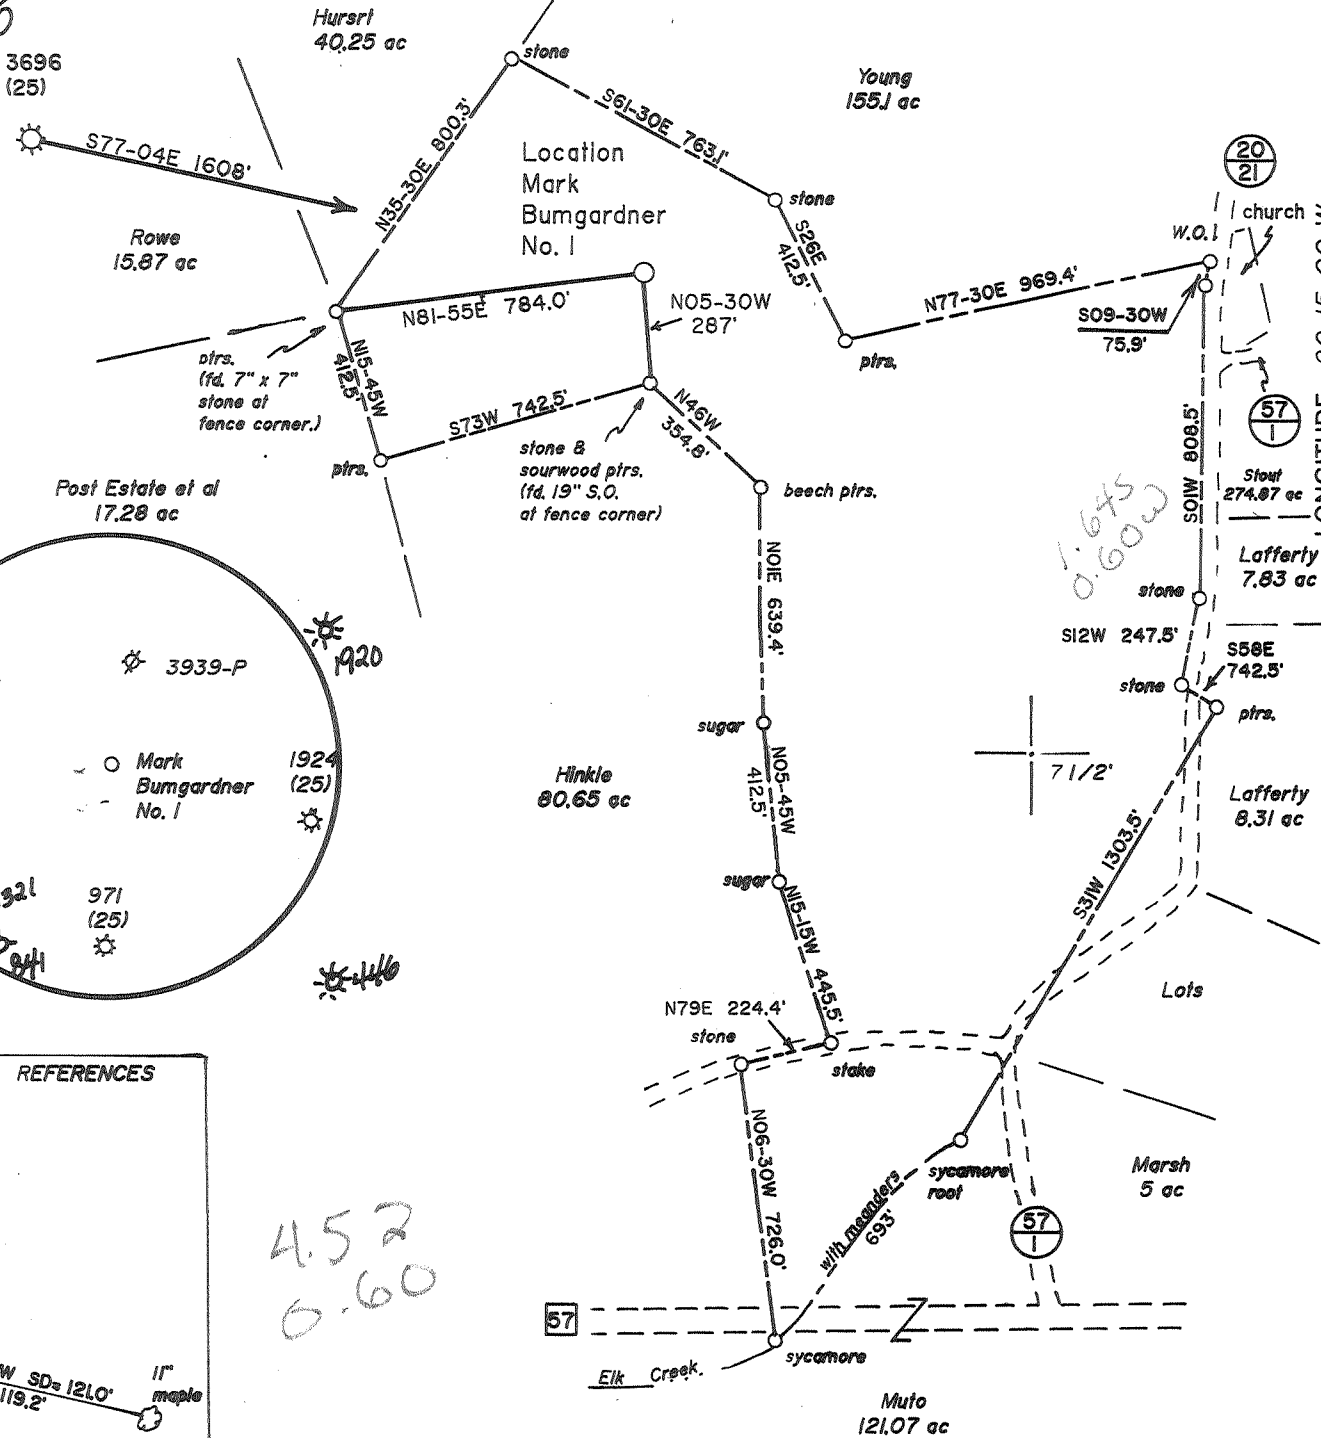 Hursrt
40.25 ac
3696
(25)
stone
Young
155.1 ac
S77-04E 1608'
N35-30E 800.3'
S61-30E 763.1'
Location
Mark
Bumgardner
No. 1
20
21
church
stone
W.O.
Rowe
15.87 ac
S26E
412.5'
N77-30E 969.4'
N81-55E 784.0'
N05-30W
287'
S09-30W
75.9'
ptrs.
(fd. 7" x 7"
stone at
fence corner.)
N15-45W
412.5'
ptrs.
S73W 742.5'
N46W
354.8'
57
1
S01W 808.5'
ptrs.
stone &
sourwood ptrs.
(fd. 19" S.O.
at fence corner)
beech ptrs.
Stout
274.87 ac
Post Estate et al
17.28 ac
N01E 639.4'
.645
0.60W
Lafferty
7.83 ac
stone
S12W 247.5'
S58E
742.5'
stone
ptrs.
1920
3939-P
Mark
Bumgardner
No. 1
1924
(25)
sugar
N05-45W
412.5'
7 1/2'
Hinkle
80.65 ac
Lafferty
8.31 ac
S31W 1303.5'
321
971
(25)
841
446
sugar
N15-15W 445.5'
Lots
N79E 224.4'
stone
stake
REFERENCES
N06-30W 726.0'
sycamore
root
Marsh
5 ac
with meanders
693'
57
1
4.52
0.60
57
sycamore
Elk Creek.
W SD= 121.0'
119.2'
11"
maple
Muto
121.07 ac